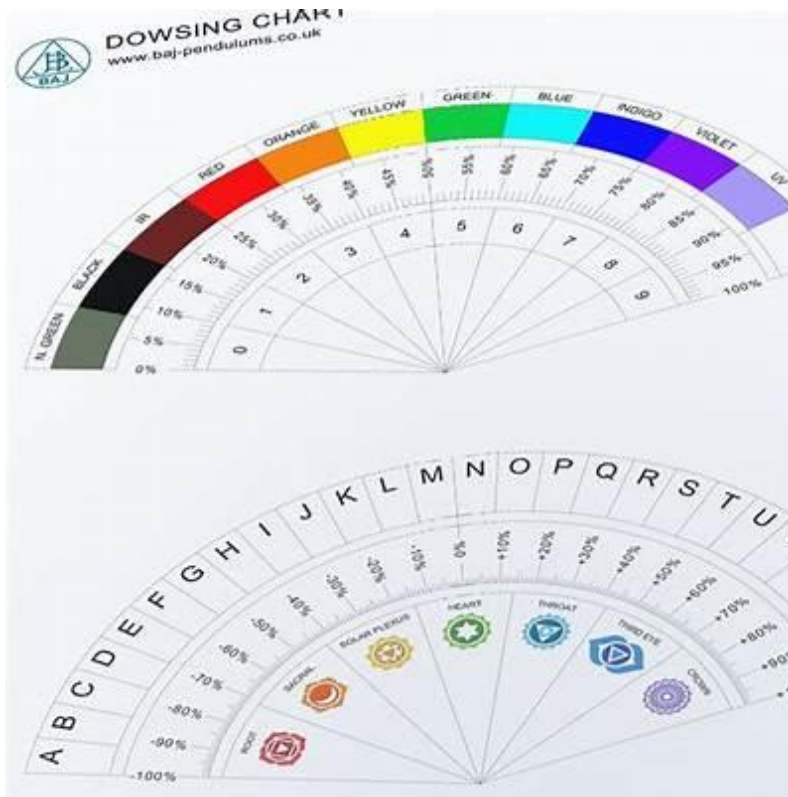 DOWSING CHART
www.baj-pendulums.co.uk
BAJ
N. GREEN BLACK IR RED ORANGE YELLOW GREEN BLUE INDIGO VIOLET UV
0% 5% 10% 15% 20% 25% 30% 35% 40% 45% 50% 55% 60% 65% 70% 75% 80% 85% 90% 95% 100%
0 1 2 3 4 5 6 7 8 9
A B C D E F G H I J K L M N O P Q R S T U
-100% -90% -80% -70% -60% -50% -40% -30% -20% -10% 0% +10% +20% +30% +40% +50% +60% +70% +80% +90%
ROOT SACRAL SOLAR PLEXUS HEART THROAT THIRD EYE CROWN